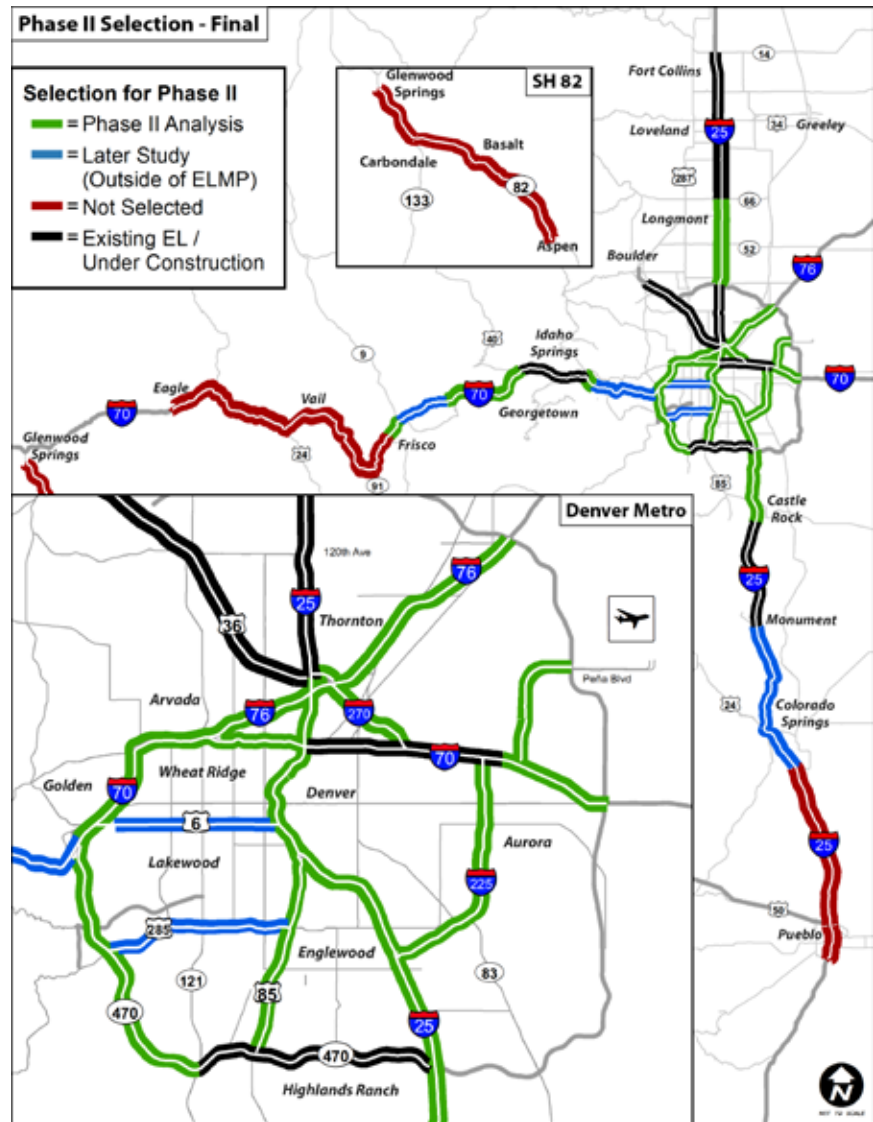 Phase II Selection - Final
Selection for Phase II
= Phase II Analysis
= Later Study
(Outside of ELMP)
= Not Selected
= Existing EL /
Under Construction
SH 82
Glenwood
Springs
Carbondale
Basalt
133
82
Aspen
14
Fort Collins
Loveland
25
34
Greeley
287
66
Longmont
52
Boulder
76
9
40
Idaho
Springs
Eagle
70
Vail
70
Georgetown
70
Glenwood
Springs
24
Frisco
91
85
Castle
Rock
25
Monument
24
Colorado
Springs
25
50
Pueblo
Denver Metro
120th Ave
76
25
36
Thornton
Peña Blvd
Arvada
76
270
70
Golden
Wheat Ridge
70
Denver
6
Aurora
Lakewood
225
285
Englewood
121
83
85
470
25
470
Highlands Ranch
N
NOT TO SCALE